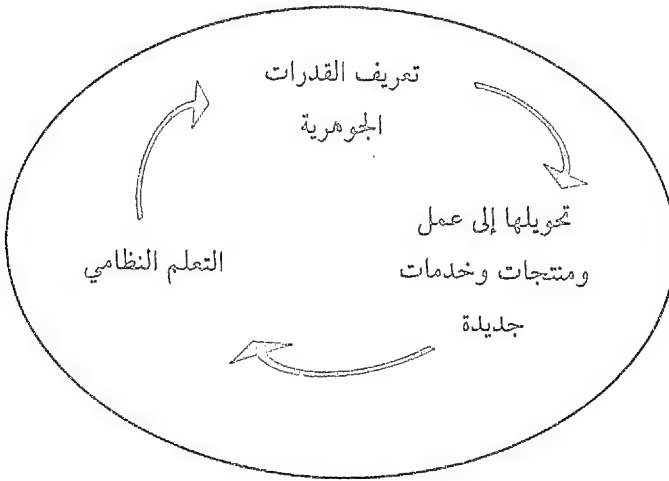 تعريف القدرات
الجوهرية
تحويلها إلى عمل
ومنتجات وخدمات
جديدة
التعلم النظامي